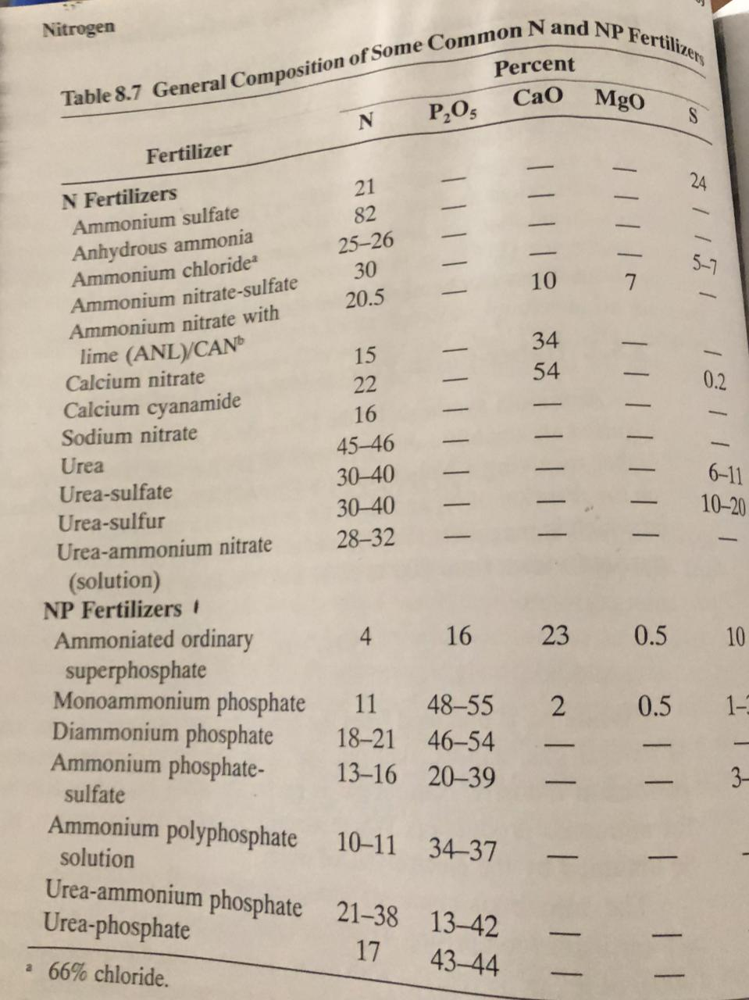 Nitrogen
Table 8.7 General Composition of Some Common N and NP Fertilizers
Percent
Fertilizer N P₂O₅ CaO MgO S
N Fertilizers
Ammonium sulfate 21 — — — 24
Anhydrous ammonia 82 — — — —
Ammonium chlorideᵃ 25–26 — — — —
Ammonium nitrate-sulfate 30 — — — 5–7
Ammonium nitrate with 20.5 — 10 7 —
lime (ANL)/CANᵇ
Calcium nitrate 15 — 34 — —
Calcium cyanamide 22 — 54 — 0.2
Sodium nitrate 16 — — — —
Urea 45–46 — — — —
Urea-sulfate 30–40 — — — 6–11
Urea-sulfur 30–40 — — — 10–20
Urea-ammonium nitrate 28–32 — — — —
(solution)
NP Fertilizers
Ammoniated ordinary 4 16 23 0.5 10
superphosphate
Monoammonium phosphate 11 48–55 2 0.5 1–
Diammonium phosphate 18–21 46–54 — — —
Ammonium phosphate- 13–16 20–39 — — 3–
sulfate
Ammonium polyphosphate 10–11 34–37 — — —
solution
Urea-ammonium phosphate 21–38 13–42 — —
Urea-phosphate 17 43–44 — —
ᵃ 66% chloride.